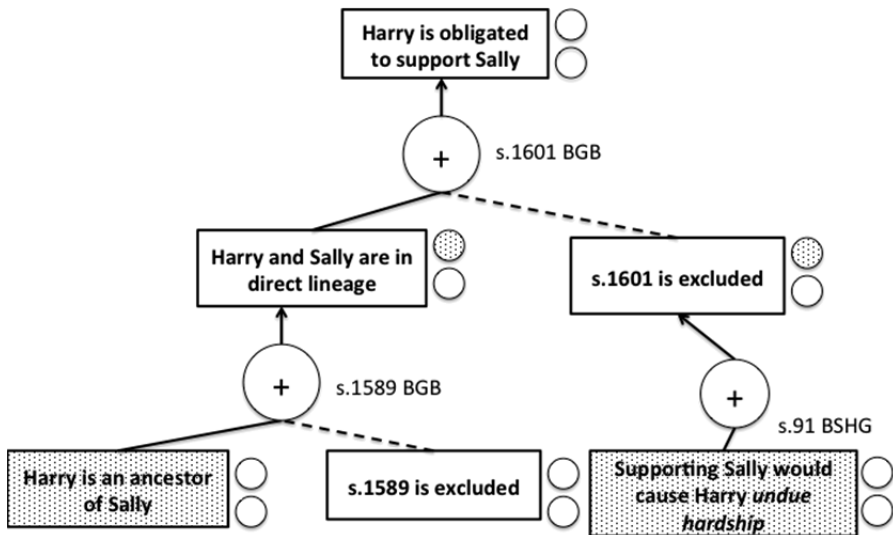 Harry is obligated
to support Sally
+
s.1601 BGB
Harry and Sally are in
direct lineage
s.1601 is excluded
+
s.1589 BGB
+
s.91 BSHG
Harry is an ancestor
of Sally
s.1589 is excluded
Supporting Sally would
cause Harry undue
hardship